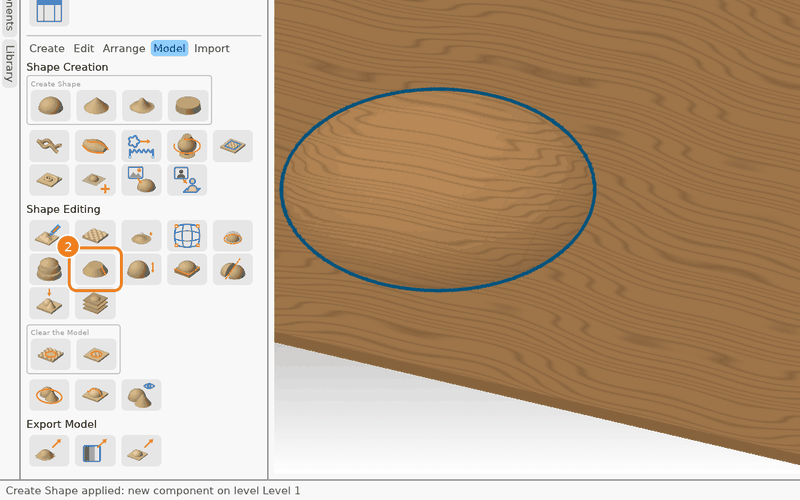 nents
Library
Create Edit Arrange Model Import
Shape Creation
Create Shape
Shape Editing
2
Clear the Model
Export Model
Create Shape applied: new component on level Level 1